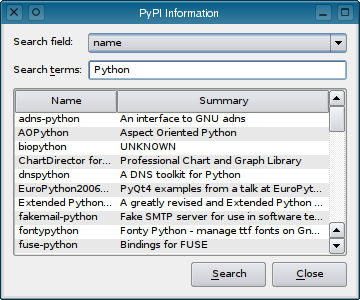 PyPI Information
Search field: name
Search terms: Python
Name Summary
adns-python An interface to GNU adns
AOPython Aspect Oriented Python
biopython UNKNOWN
ChartDirector for... Professional Chart and Graph Library
dnspython A DNS toolkit for Python
EuroPython2006... PyQt4 examples from a talk at EuroPyt...
Extended Python... A greatly revised and Extended Python ...
fakemail-python Fake SMTP server for use in software te...
fontypython Fonty Python - manage ttf fonts on Gn...
fuse-python Bindings for FUSE
Search Close